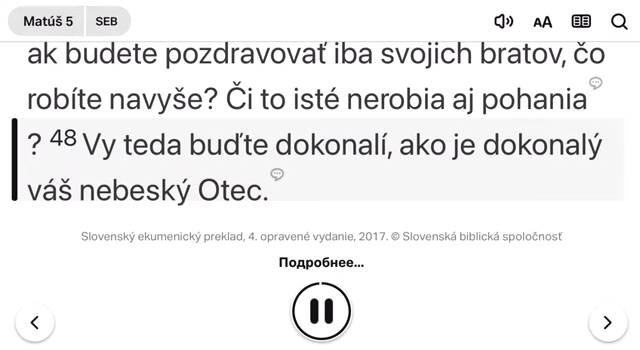 Matúš 5 SEB
AA
ak budete pozdravovať iba svojich bratov, čo
robíte navyše? Či to isté nerobia aj pohania
? 48 Vy teda buďte dokonalí, ako je dokonalý
váš nebeský Otec.
Slovenský ekumenický preklad, 4. opravené vydanie, 2017. © Slovenská biblická spoločnosť
Подробнее...